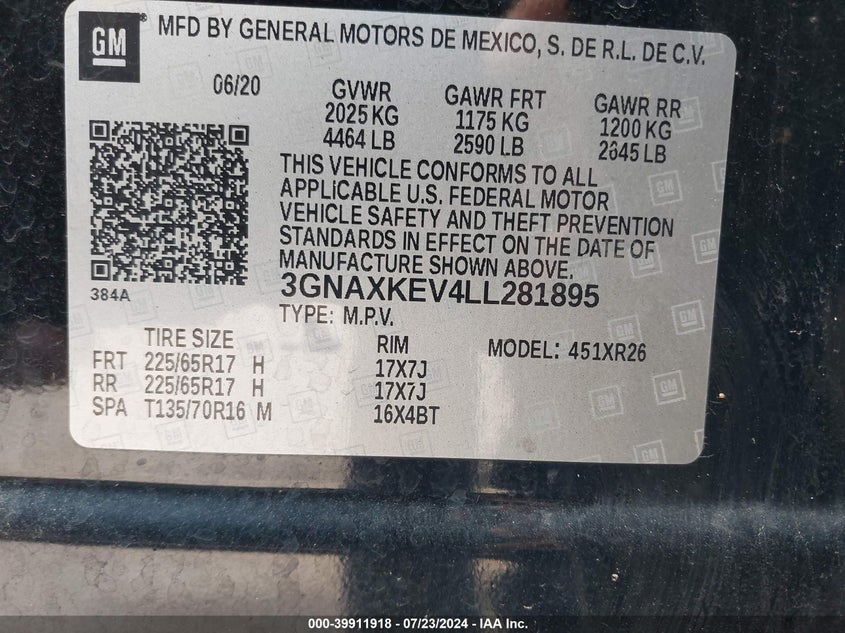 GM
MFD BY GENERAL MOTORS DE MEXICO, S. DE R.L. DE C.V.
06/20 GVWR GAWR FRT GAWR RR
2025 KG 1175 KG 1200 KG
4464 LB 2590 LB 2645 LB
THIS VEHICLE CONFORMS TO ALL
APPLICABLE U.S. FEDERAL MOTOR
VEHICLE SAFETY AND THEFT PREVENTION
STANDARDS IN EFFECT ON THE DATE OF
MANUFACTURE SHOWN ABOVE.
384A
3GNAXKEV4LL281895
TYPE: M.P.V.
TIRE SIZE RIM MODEL: 451XR26
FRT 225/65R17 H 17X7J
RR 225/65R17 H 17X7J
SPA T135/70R16 M 16X4BT
000-39911918 - 07/23/2024 - IAA Inc.